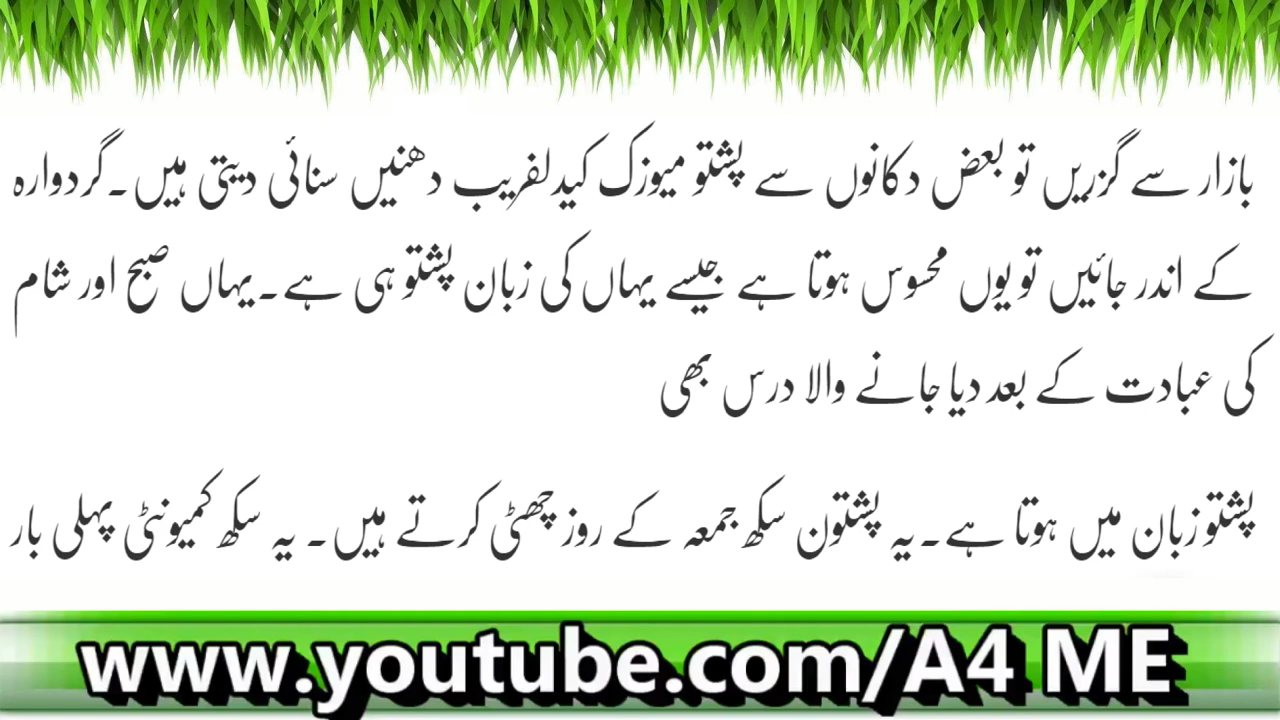 بازار سے گزریں تو بعض دکانوں سے پشتو میوزک کیدلفریب دھنیں سنائی دیتی ہیں۔گردوارہ
کے اندر جائیں تو یوں محسوس ہوتا ہے جیسے یہاں کی زبان پشتو ہی ہے۔یہاں صبح اور شام
کی عبادت کے بعد دیا جانے والا درس بھی
پشتو زبان میں ہوتا ہے۔یہ پشتون سکھ جمعہ کے روز چھٹی کرتے ہیں۔ یہ سکھ کمیونٹی پہلی بار
www.youtube.com/A4 ME